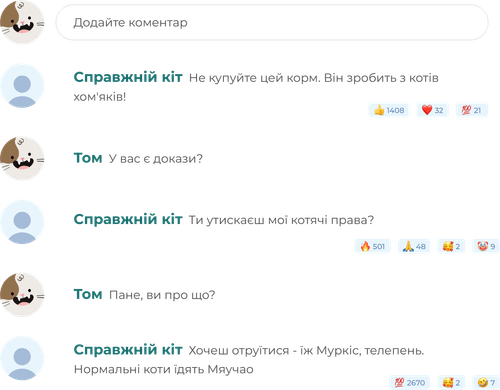 Додайте коментар
Справжній кіт Не купуйте цей корм. Він зробить з котів
хом'яків!
👍 1408 ❤️ 32 💯 21
Том У вас є докази?
Справжній кіт Ти утискаєш мої котячі права?
🔥 501 🙏 48 🥰 2 🤡 9
Том Пане, ви про що?
Справжній кіт Хочеш отруїтися - їж Муркіс, телепень.
Нормальні коти їдять Мяучао
💯 2670 🥰 2 🤣 7